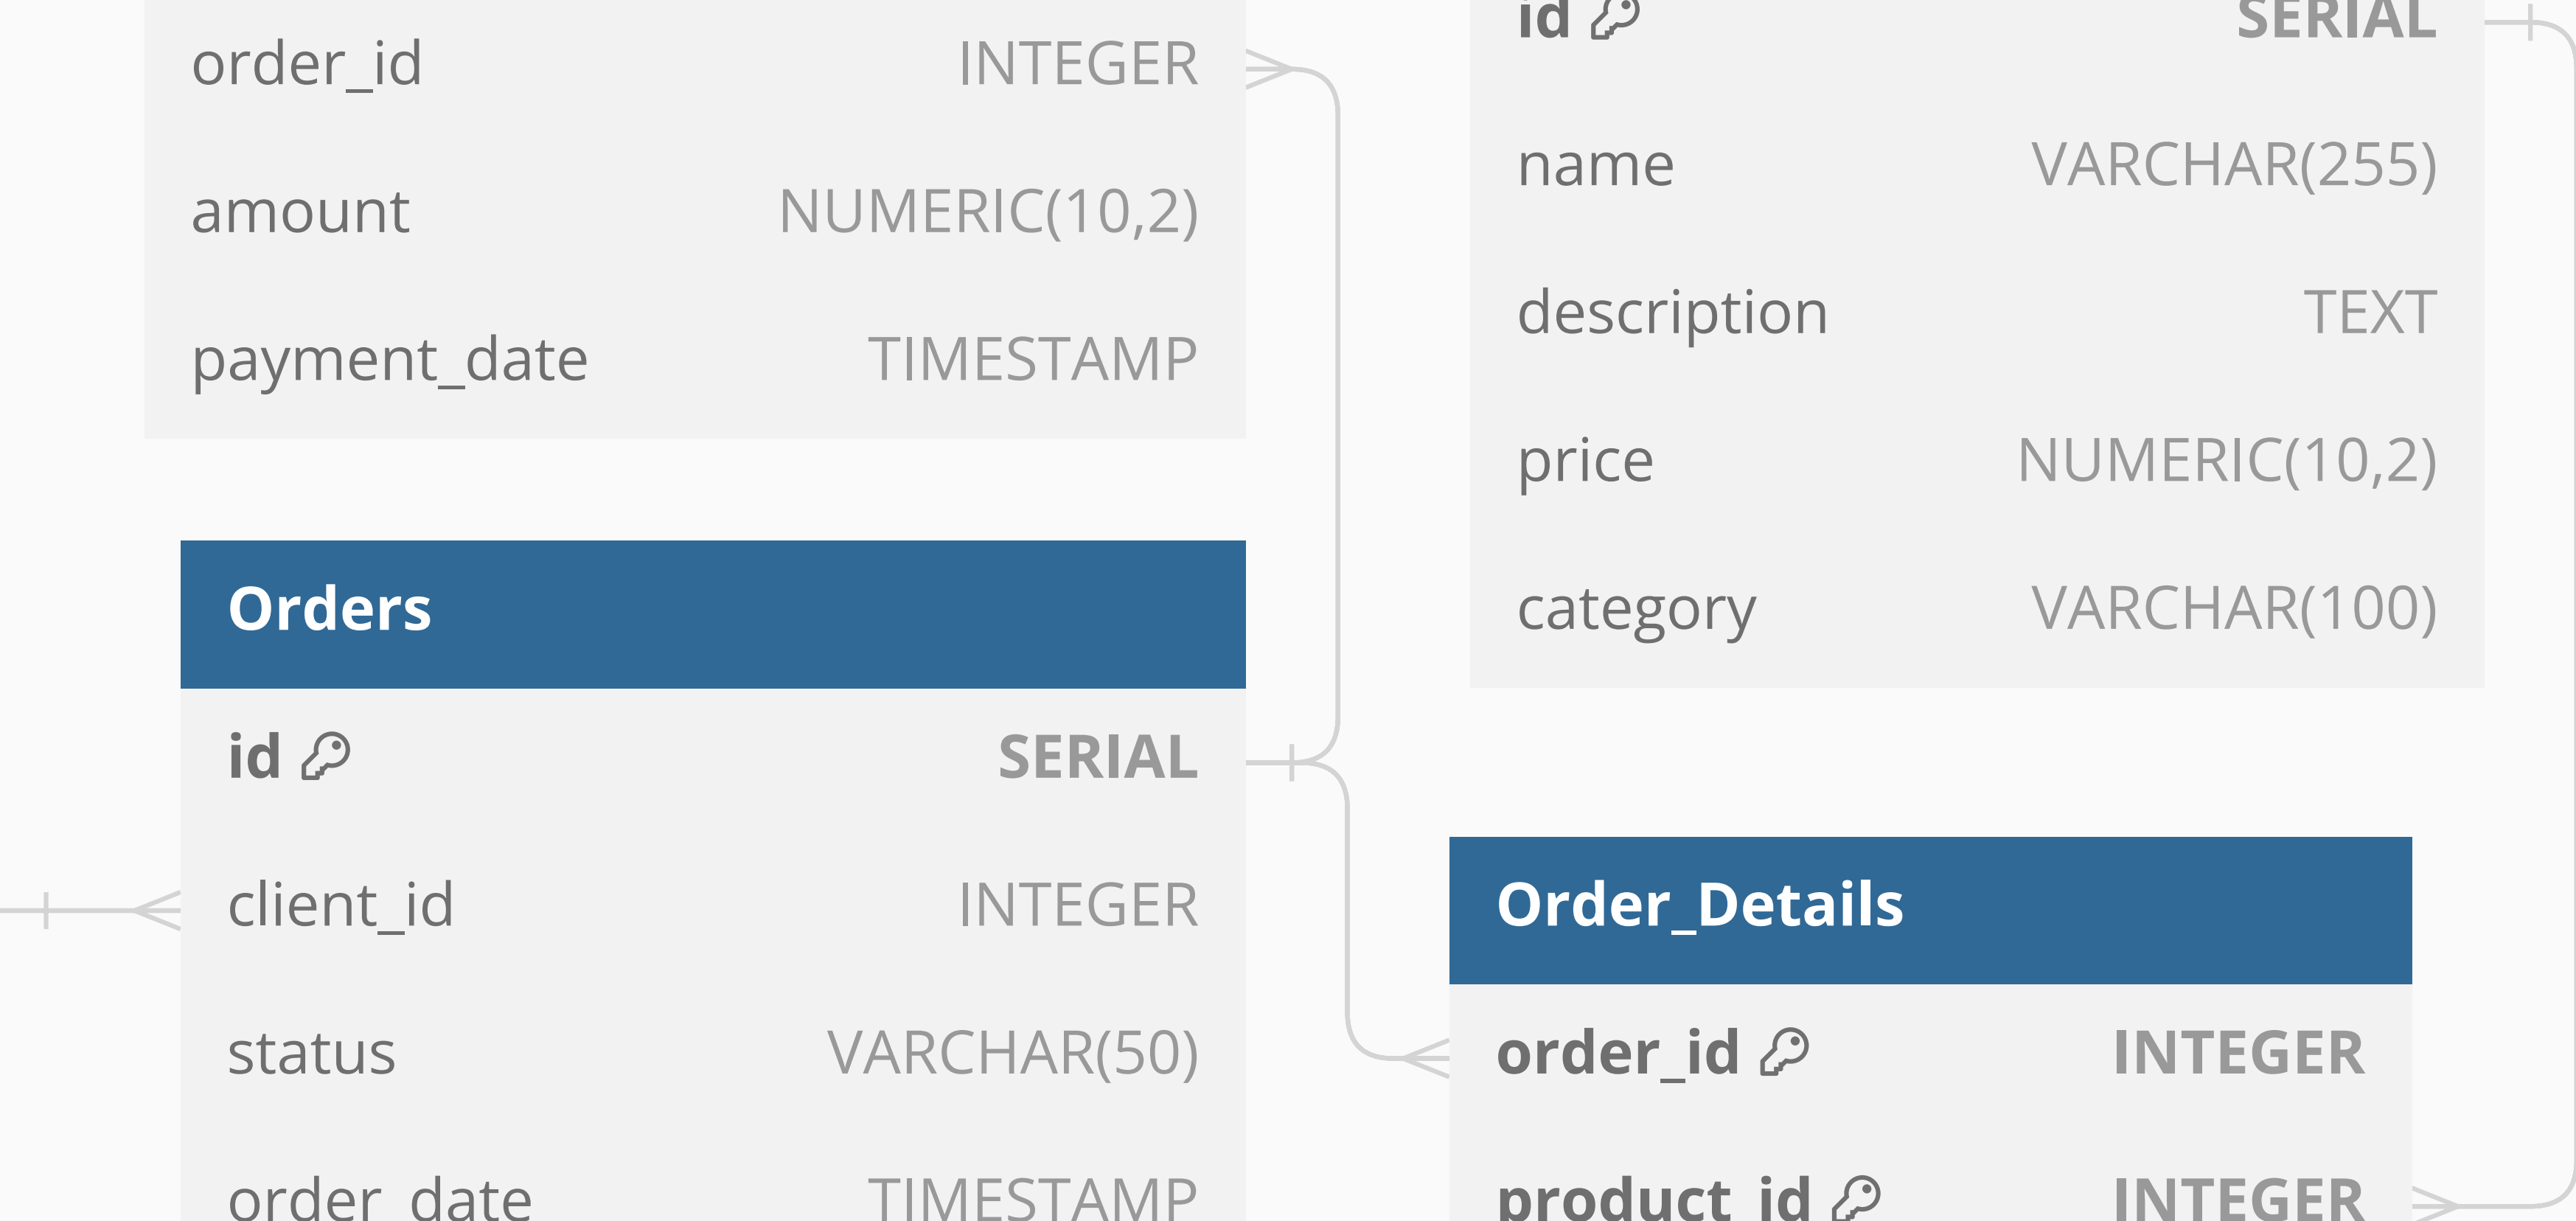 order_id INTEGER
amount NUMERIC(10,2)
payment_date TIMESTAMP
Orders
id SERIAL
client_id INTEGER
status VARCHAR(50)
order_date TIMESTAMP
id SERIAL
name VARCHAR(255)
description TEXT
price NUMERIC(10,2)
category VARCHAR(100)
Order_Details
order_id INTEGER
product_id INTEGER